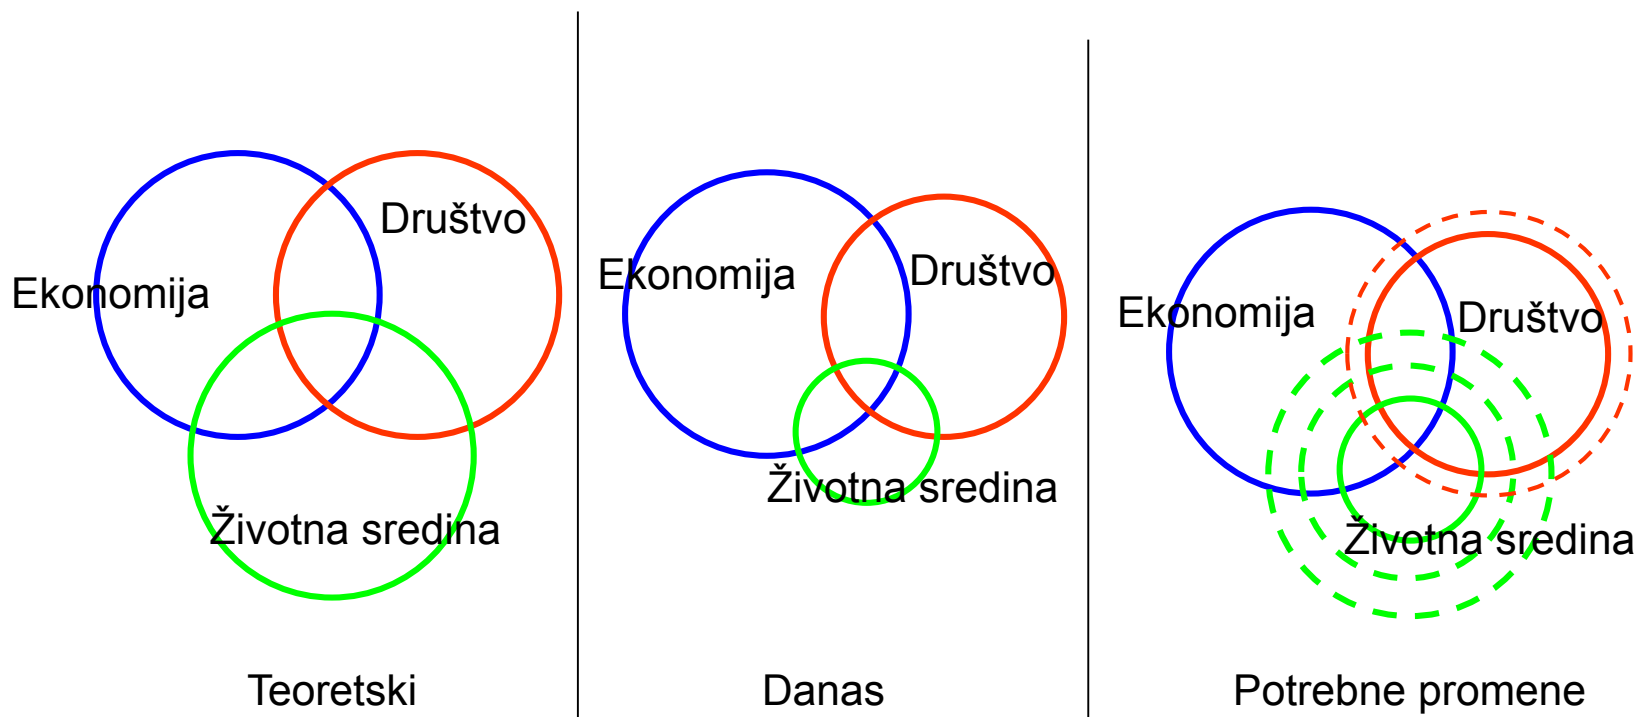 Društvo
Ekonomija
Životna sredina
Teoretski
Ekonomija
Društvo
Životna sredina
Danas
Ekonomija
Društvo
Životna sredina
Potrebne promene